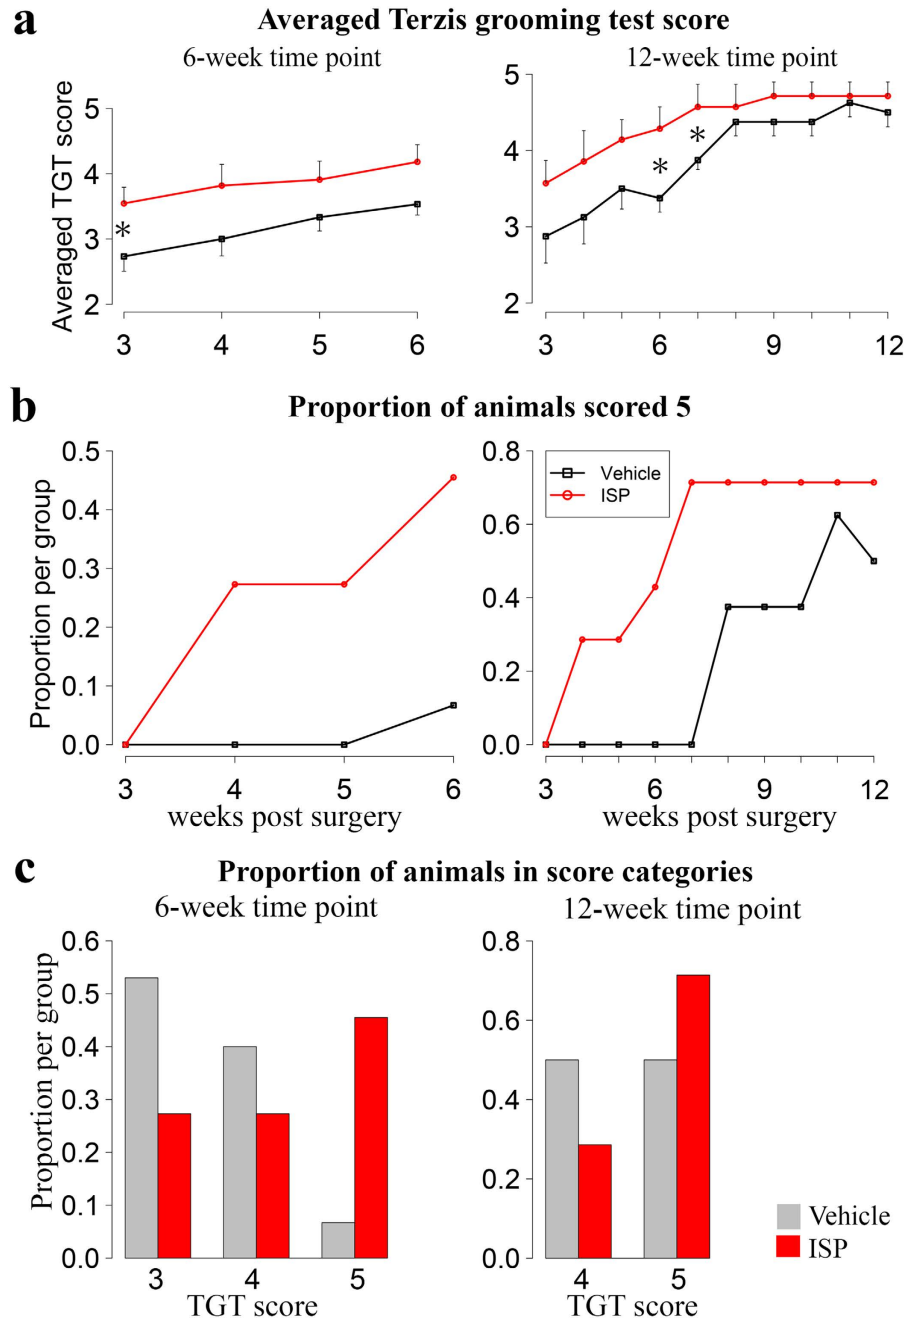 a
Averaged Terzis grooming test score
6-week time point
12-week time point
Averaged TGT score
5
4
3
2
*
3 4 5 6
5
4
3
2
* *
3 6 9 12
b
Proportion of animals scored 5
Proportion per group
0.5
0.4
0.3
0.2
0.1
0.0
3 4 5 6
weeks post surgery
0.8
0.6
0.4
0.2
0.0
Vehicle
ISP
3 6 9 12
weeks post surgery
c
Proportion of animals in score categories
6-week time point
12-week time point
Proportion per group
0.6
0.5
0.4
0.3
0.2
0.1
0.0
3 4 5
TGT score
0.8
0.6
0.4
0.2
0.0
4 5
TGT score
Vehicle
ISP